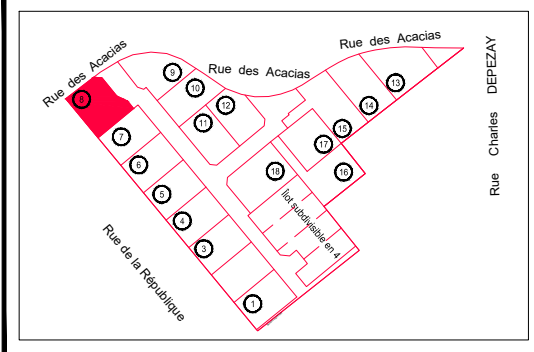 Rue des Acacias
Rue des Acacias
Rue des Acacias
Rue Charles DEPEZAY
Rue de la République
Îlot subdivisible en 4
8
9
10
12
11
13
14
15
17
16
18
7
6
5
4
3
1